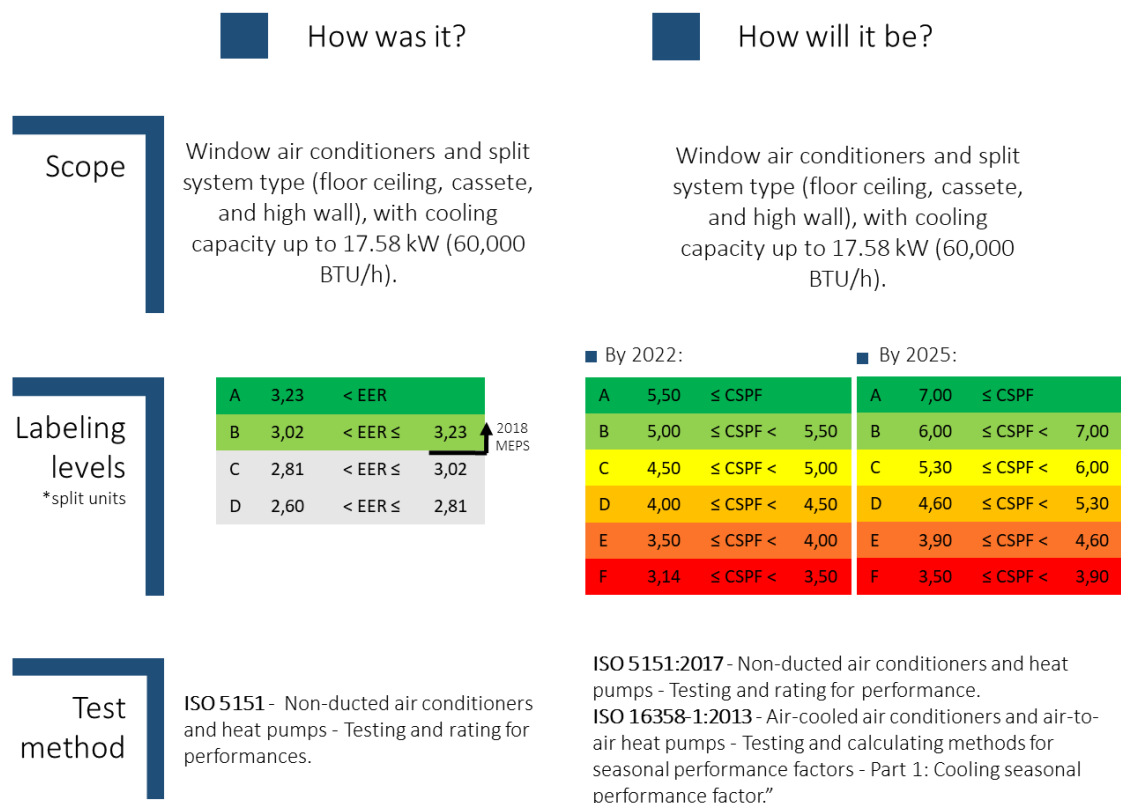 How was it?
How will it be?
Scope
Window air conditioners and split
system type (floor ceiling, cassete,
and high wall), with cooling
capacity up to 17.58 kW (60,000
BTU/h).
Window air conditioners and split
system type (floor ceiling, cassete,
and high wall), with cooling
capacity up to 17.58 kW (60,000
BTU/h).
Labeling
levels
*split units
A 3,23 < EER
B 3,02 < EER ≤ 3,23
C 2,81 < EER ≤ 3,02
D 2,60 < EER ≤ 2,81
2018
MEPS
By 2022:
A 5,50 ≤ CSPF
B 5,00 ≤ CSPF < 5,50
C 4,50 ≤ CSPF < 5,00
D 4,00 ≤ CSPF < 4,50
E 3,50 ≤ CSPF < 4,00
F 3,14 ≤ CSPF < 3,50
By 2025:
A 7,00 ≤ CSPF
B 6,00 ≤ CSPF < 7,00
C 5,30 ≤ CSPF < 6,00
D 4,60 ≤ CSPF < 5,30
E 3,90 ≤ CSPF < 4,60
F 3,50 ≤ CSPF < 3,90
Test
method
ISO 5151 - Non-ducted air conditioners
and heat pumps - Testing and rating for
performances.
ISO 5151:2017 - Non-ducted air conditioners and heat
pumps - Testing and rating for performance.
ISO 16358-1:2013 - Air-cooled air conditioners and air-to-
air heat pumps - Testing and calculating methods for
seasonal performance factors - Part 1: Cooling seasonal
performance factor.”